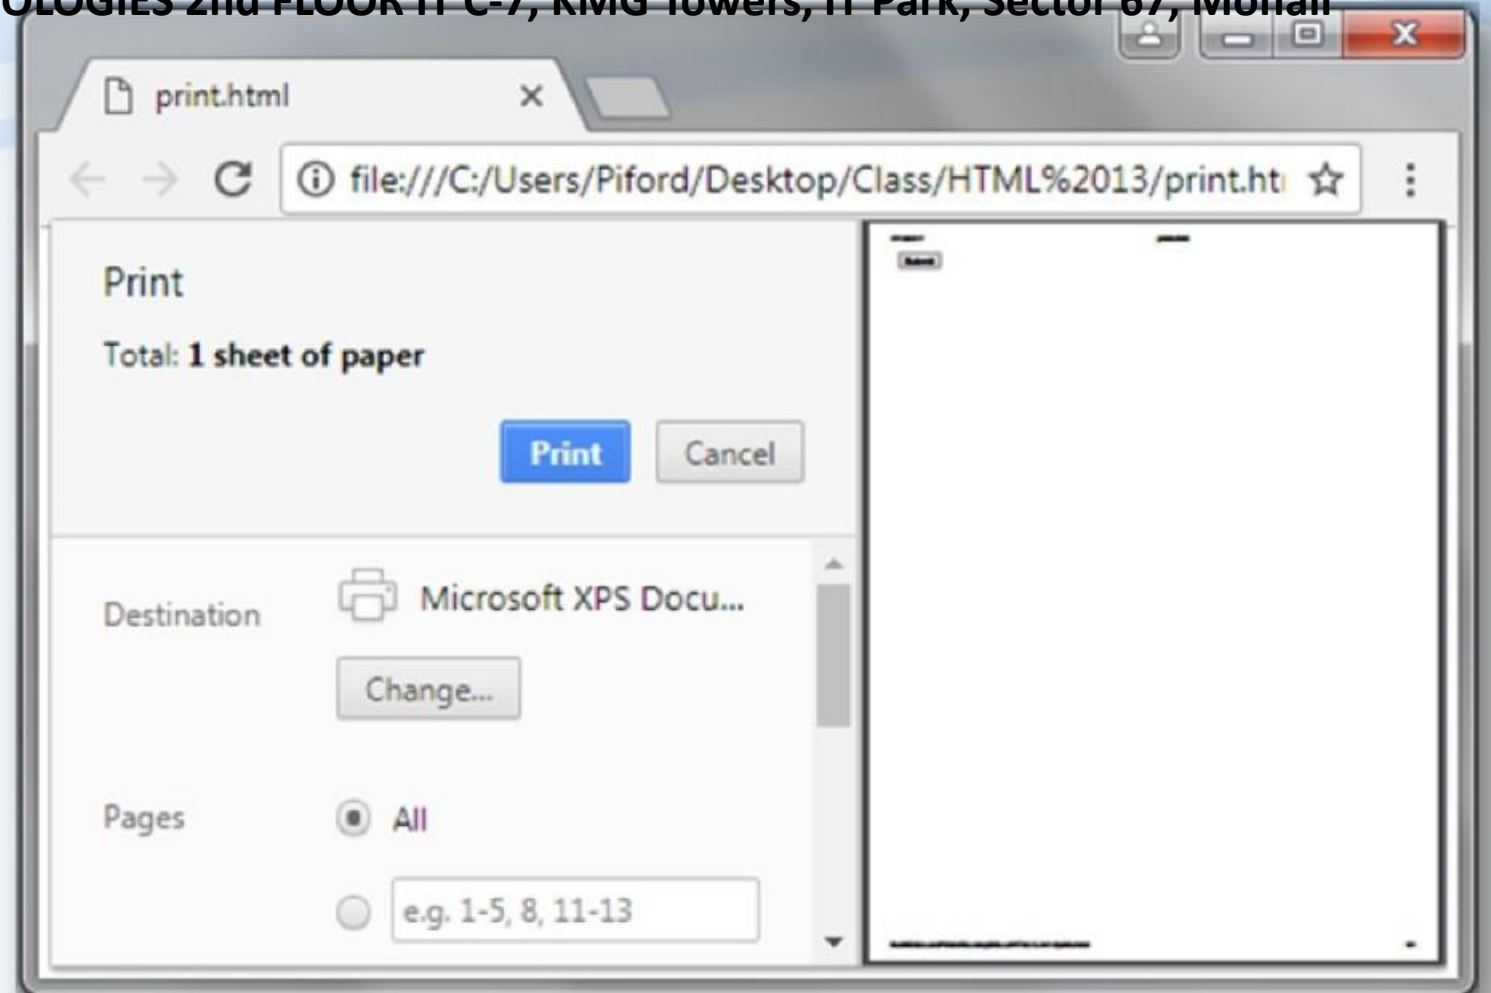 OLOGIES 2nd FLOOR IT C-7, KMG Towers, IT Park, Sector 67, Mohali
print.html
file:///C:/Users/Piford/Desktop/Class/HTML%2013/print.ht
Print
Total: 1 sheet of paper
Print Cancel
Destination Microsoft XPS Docu...
Change...
Pages All
e.g. 1-5, 8, 11-13